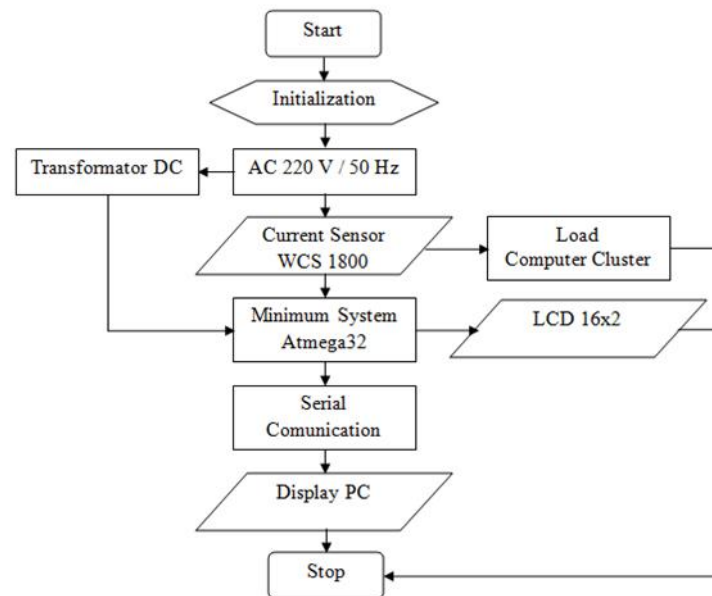 Start
Initialization
Transformator DC
AC 220 V / 50 Hz
Current Sensor
WCS 1800
Load
Computer Cluster
Minimum System
Atmega32
LCD 16x2
Serial
Comunication
Display PC
Stop